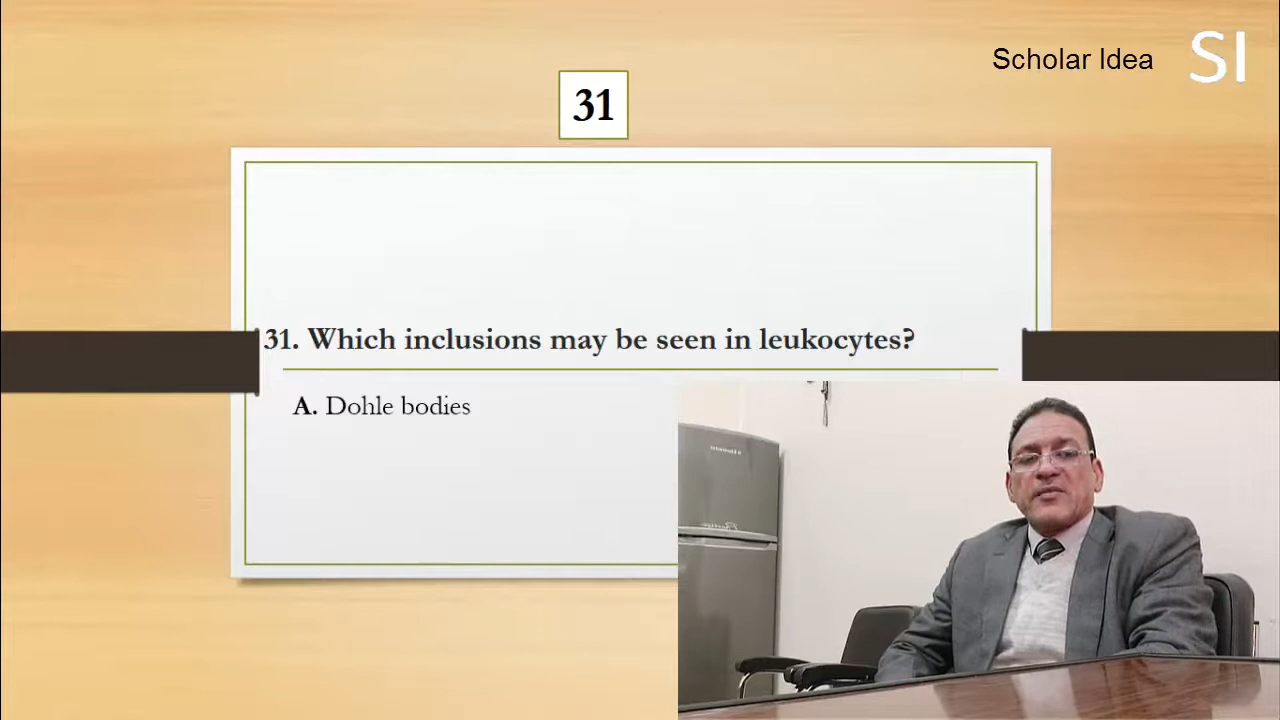 Scholar Idea SI
31
31. Which inclusions may be seen in leukocytes?
A. Dohle bodies